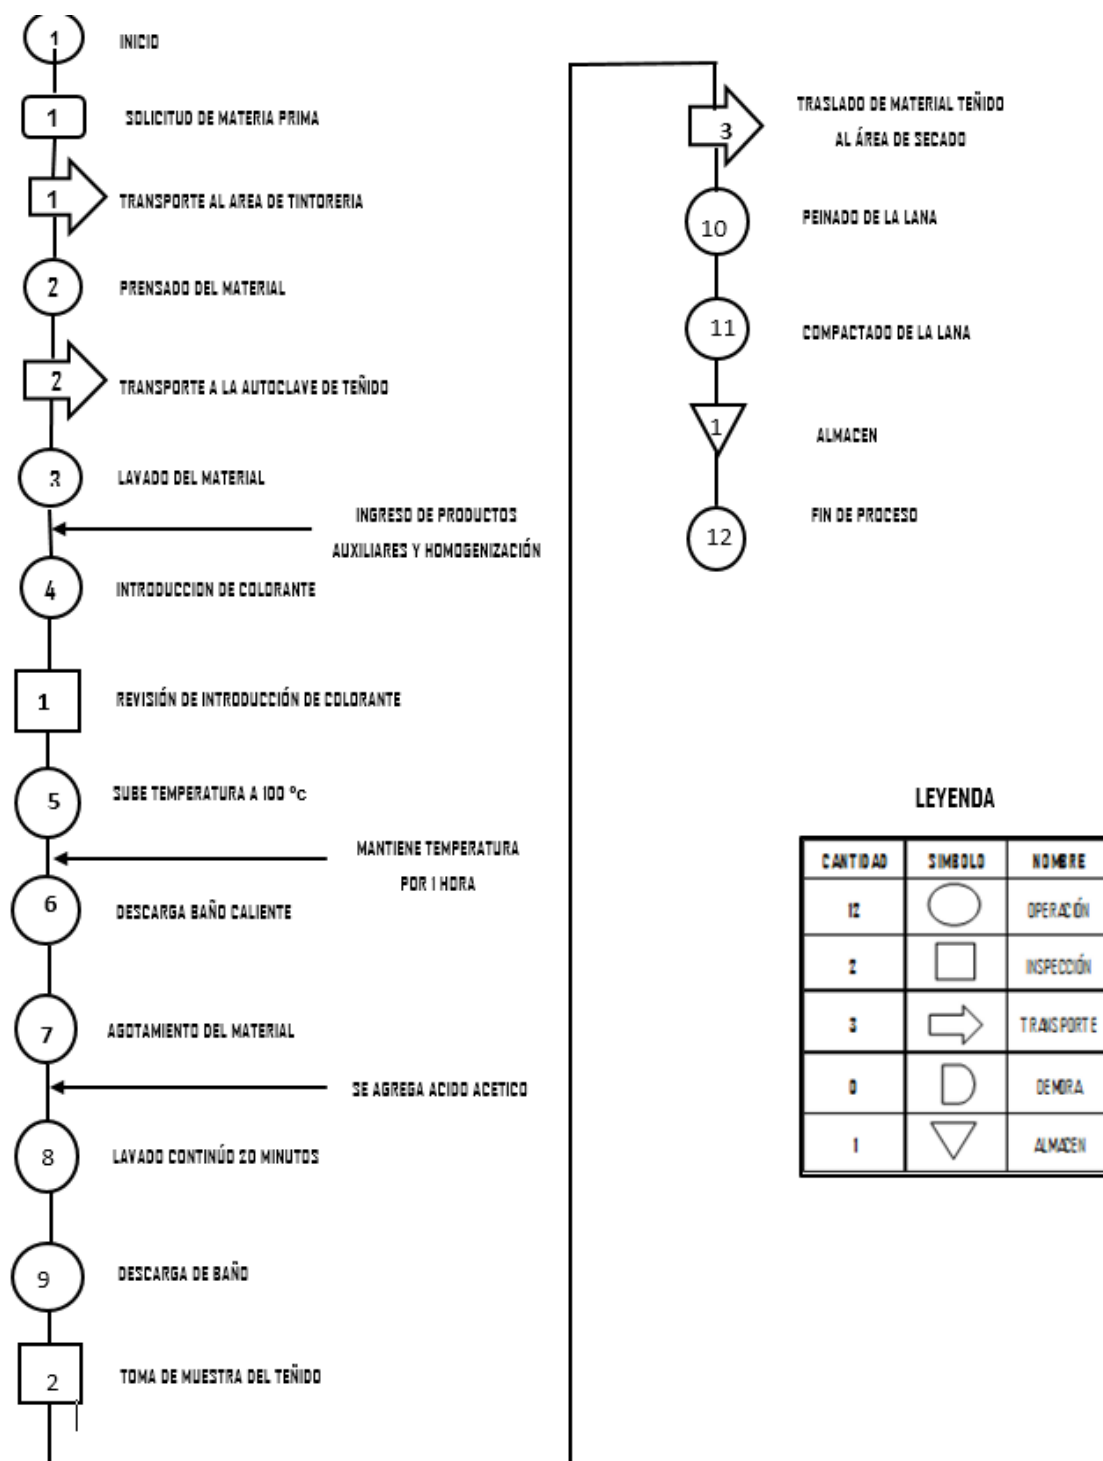 1 INICIO
1 SOLICITUD DE MATERIA PRIMA
1 TRANSPORTE AL AREA DE TINTORERIA
2 PRENSADO DEL MATERIAL
2 TRANSPORTE A LA AUTOCLAVE DE TEÑIDO
3 LAVADO DEL MATERIAL
INGRESO DE PRODUCTOS
AUXILIARES Y HOMOGENIZACIÓN
4 INTRODUCCION DE COLORANTE
1 REVISIÓN DE INTRODUCCIÓN DE COLORANTE
5 SUBE TEMPERATURA A 100 °C
MANTIENE TEMPERATURA
POR 1 HORA
6 DESCARGA BAÑO CALIENTE
7 AGOTAMIENTO DEL MATERIAL
SE AGREGA ACIDO ACETICO
8 LAVADO CONTINÚO 20 MINUTOS
9 DESCARGA DE BAÑO
2 TOMA DE MUESTRA DEL TEÑIDO
3 TRASLADO DE MATERIAL TEÑIDO
AL ÁREA DE SECADO
10 PEINADO DE LA LANA
11 COMPACTADO DE LA LANA
1 ALMACEN
12 FIN DE PROCESO
LEYENDA
CANTIDAD SIMBOLO NOMBRE
12 OPERACIÓN
2 INSPECCIÓN
3 TRANSPORTE
0 DEMORA
1 ALMACEN